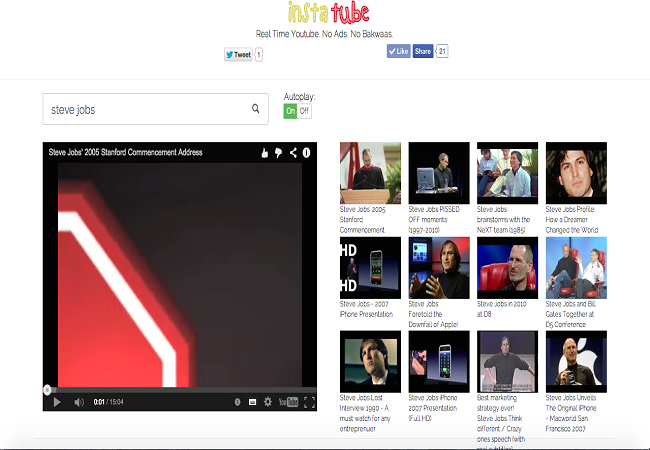 instatube
Real Time Youtube. No Ads. No Bakwaas.
Tweet 1
Like Share 21
steve jobs
Autoplay:
On Off
Steve Jobs' 2005 Stanford Commencement Address
0:01 / 15:04
YouTube
Steve Jobs' 2005
Stanford
Commencement
Steve Jobs PISSED
OFF moments
(1997-2010)
Steve Jobs
brainstorms with the
NeXT team (1985)
Steve Jobs Profile:
How a Dreamer
Changed the World
HD
HD
Steve Jobs - 2007
iPhone Presentation
Steve Jobs
Foretold the
Downfall of Apple!
Steve Jobs in 2010
at D8
Steve Jobs and Bill
Gates Together at
D5 Conference
Steve Jobs Lost
Interview 1990 - A
must watch for any
entreprenuer
Steve Jobs iPhone
2007 Presentation
(Full HD)
Best marketing
strategy ever!
Steve Jobs Think
different / Crazy
ones speech (with
Steve Jobs Unveils
The Original iPhone
- Macworld San
Francisco 2007